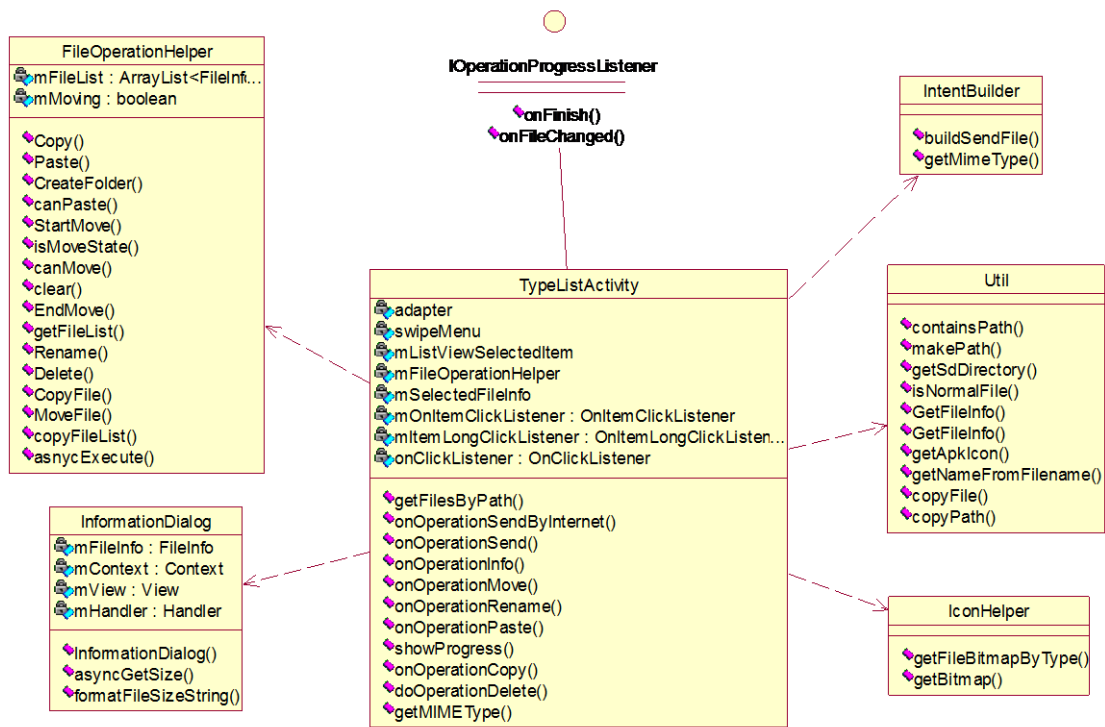 FileOperationHelper
mFileList : ArrayList<FileInfi...
mMoving : boolean
Copy()
Paste()
CreateFolder()
canPaste()
StartMove()
isMoveState()
canMove()
clear()
EndMove()
getFileList()
Rename()
Delete()
CopyFile()
MoveFile()
copyFileList()
asnycExecute()
IOperationProgressListener
onFinish()
onFileChanged()
IntentBuilder
buildSendFile()
getMimeType()
TypeListActivity
adapter
swipeMenu
mListViewSelectedItem
mFileOperationHelper
mSelectedFileInfo
mOnItemClickListener : OnItemClickListener
mItemLongClickListener : OnItemLongClickListen...
onClickListener : OnClickListener
getFilesByPath()
onOperationSendByInternet()
onOperationSend()
onOperationInfo()
onOperationMove()
onOperationRename()
onOperationPaste()
showProgress()
onOperationCopy()
doOperationDelete()
getMIMEType()
Util
containsPath()
makePath()
getSdDirectory()
isNormalFile()
GetFileInfo()
GetFileInfo()
getApkIcon()
getNameFromFilename()
copyFile()
copyPath()
InformationDialog
mFileInfo : FileInfo
mContext : Context
mView : View
mHandler : Handler
InformationDialog()
asyncGetSize()
formatFileSizeString()
IconHelper
getFileBitmapByType()
getBitmap()